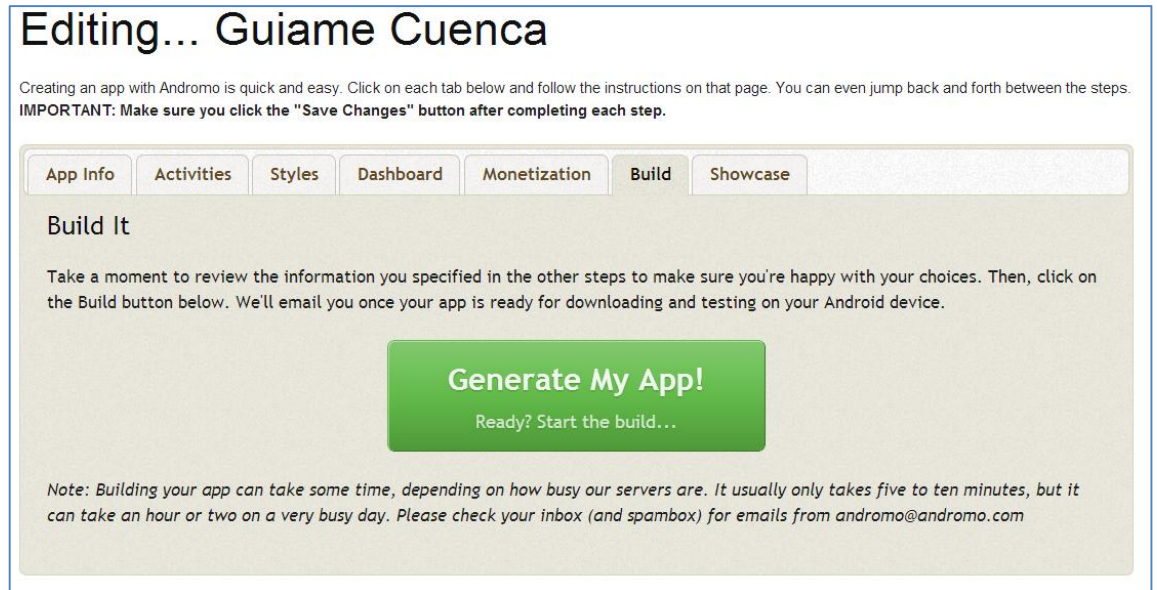 Editing... Guiame Cuenca
Creating an app with Andromo is quick and easy. Click on each tab below and follow the instructions on that page. You can even jump back and forth between the steps.
IMPORTANT: Make sure you click the "Save Changes" button after completing each step.
App Info Activities Styles Dashboard Monetization Build Showcase
Build It
Take a moment to review the information you specified in the other steps to make sure you're happy with your choices. Then, click on
the Build button below. We'll email you once your app is ready for downloading and testing on your Android device.
Generate My App!
Ready? Start the build...
Note: Building your app can take some time, depending on how busy our servers are. It usually only takes five to ten minutes, but it
can take an hour or two on a very busy day. Please check your inbox (and spambox) for emails from andromo@andromo.com